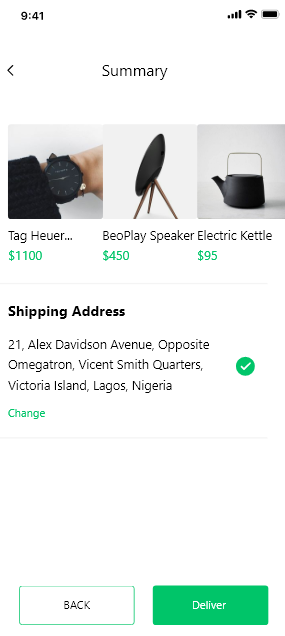 9:41
Summary
Tag Heuer...
BeoPlay Speaker
Electric Kettle
$1100
$450
$95
Shipping Address
21, Alex Davidson Avenue, Opposite
Omegatron, Vicent Smith Quarters,
Victoria Island, Lagos, Nigeria
Change
BACK
Deliver